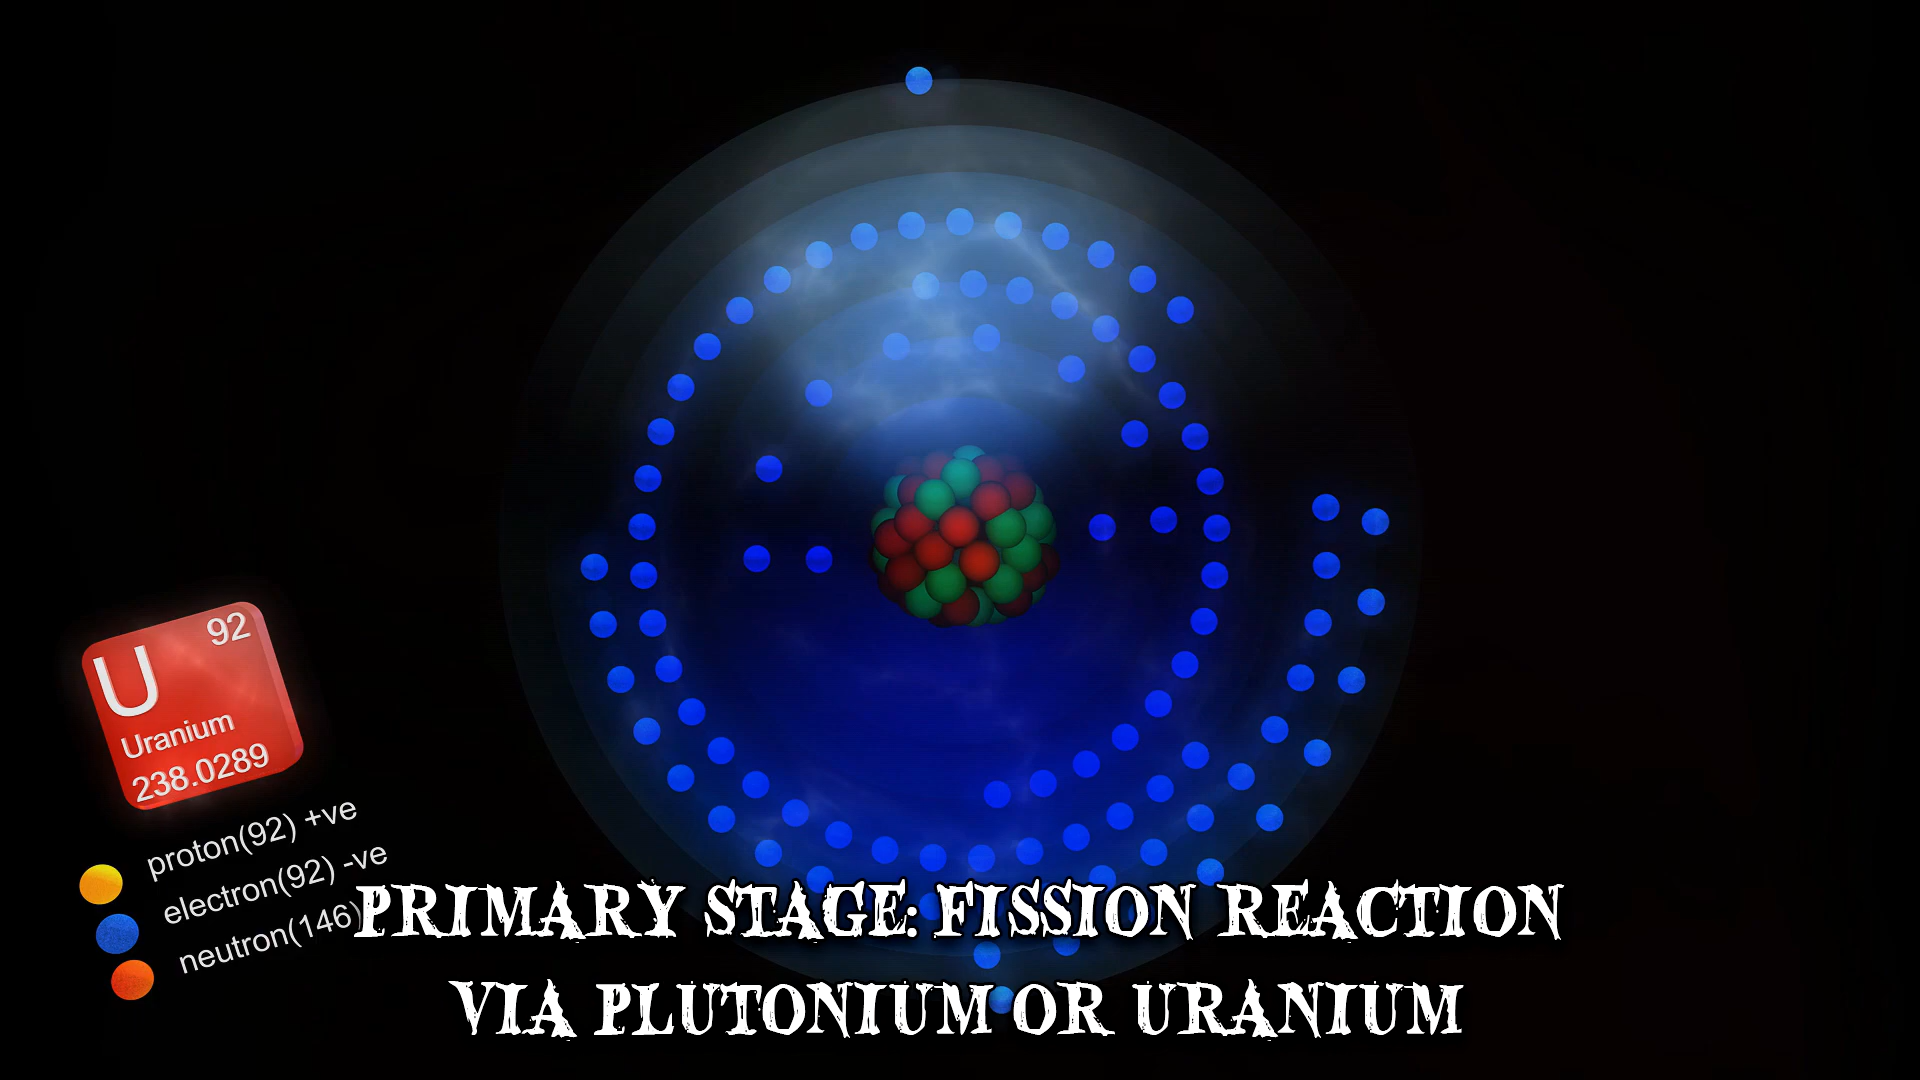 U
92
Uranium
238.0289
proton(92) +ve
electron(92) -ve
neutron(146)
PRIMARY STAGE: FISSION REACTION
VIA PLUTONIUM OR URANIUM